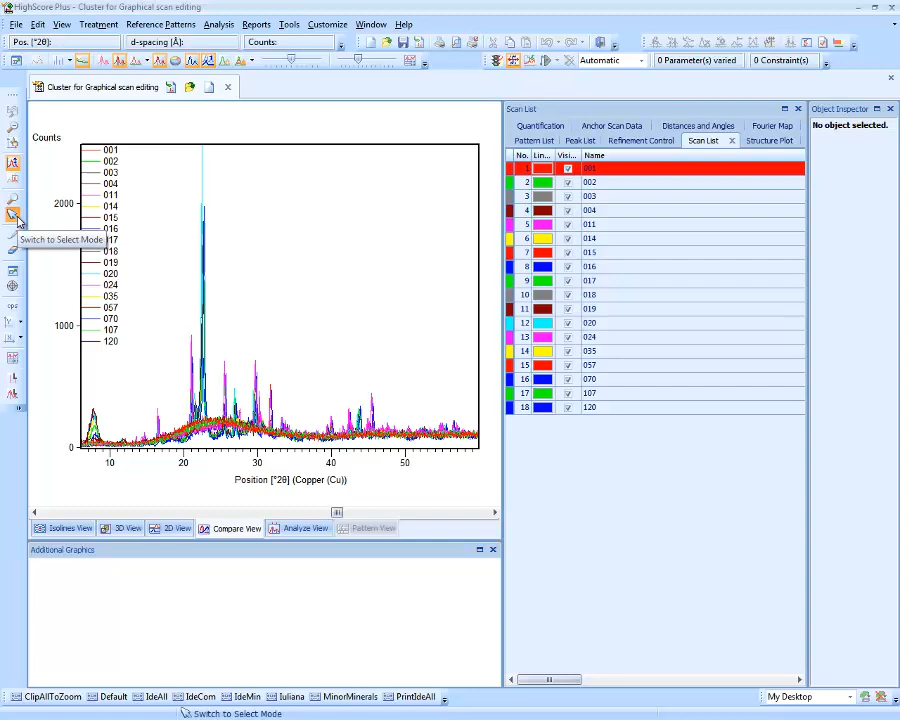 HighScore Plus - Cluster for Graphical scan editing
File Edit View Treatment Reference Patterns Analysis Reports Tools Customize Window Help
Pos. [°2θ]: d-spacing [Å]: Counts:
Automatic 0 Parameter(s) varied 0 Constraint(s)
Cluster for Graphical scan editing
Scan List
Object Inspector
No object selected.
Quantification Anchor Scan Data Distances and Angles Fourier Map
Pattern List Peak List Refinement Control Scan List Structure Plot
No. Lin... Visi... Name
1 001
2 002
3 003
4 004
5 011
6 014
7 015
8 016
9 017
10 018
11 019
12 020
13 024
14 035
15 057
16 070
17 107
18 120
Counts
001
002
003
004
011
014
015
016
017
018
019
020
024
035
057
070
107
120
2000
1000
0
10 20 30 40 50
Position [°2θ] (Copper (Cu))
Switch to Select Mode
cps
Isolines View 3D View 2D View Compare View Analyze View Pattern View
Additional Graphics
ClipAllToZoom Default IdeAll IdeCom IdeMin Iuliana MinorMinerals PrintIdeAll My Desktop
Switch to Select Mode